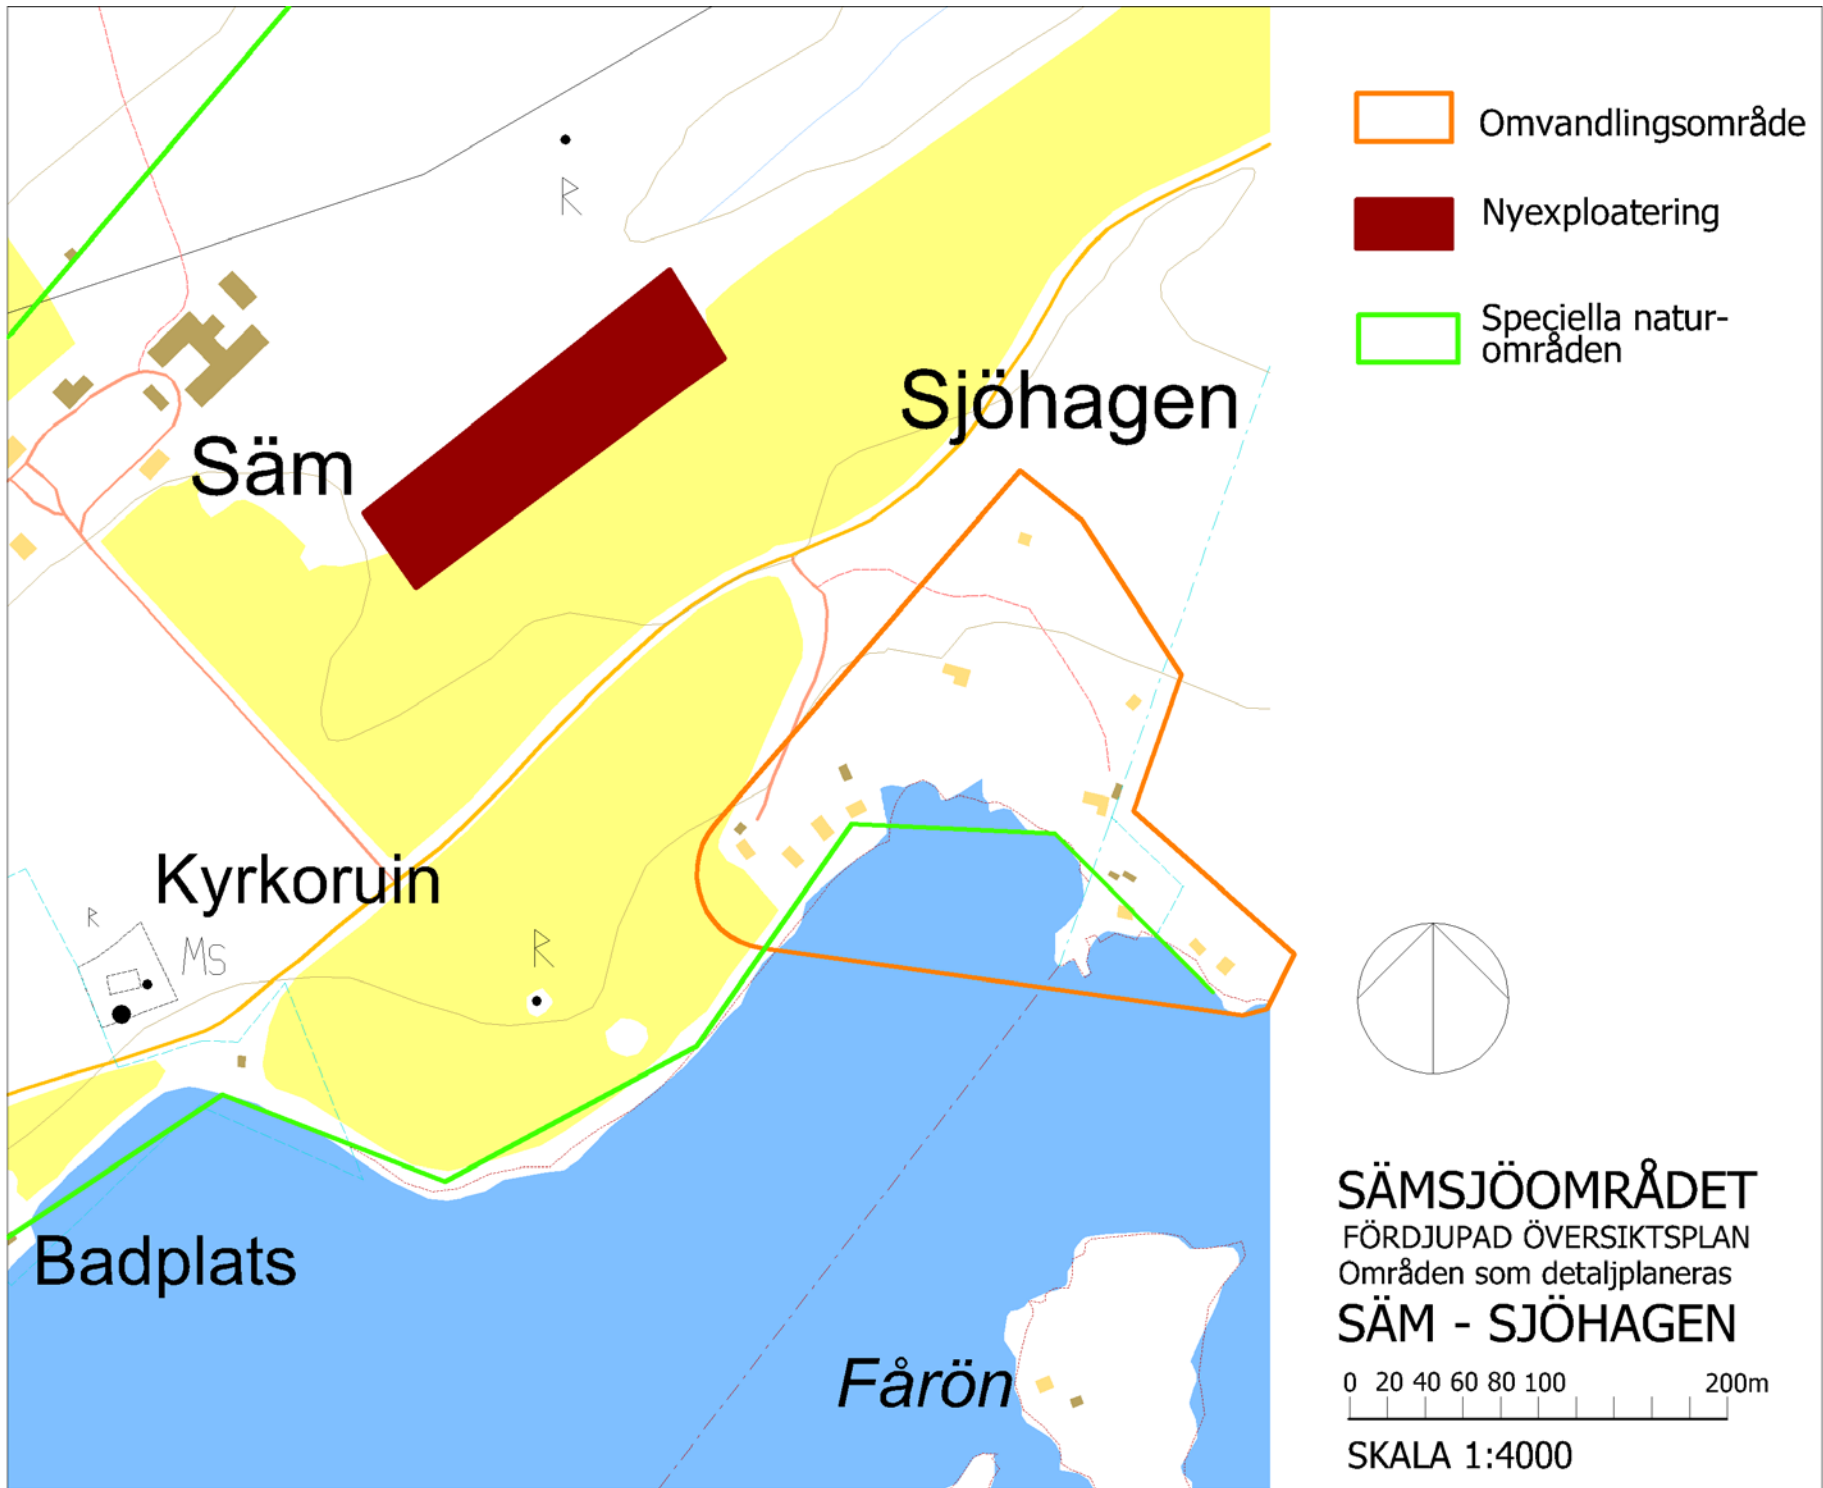 Omvandlingsområde
Nyexploatering
Speciella natur-
områden
R
Sjöhagen
Säm
Kyrkoruin
R
MS
R
Badplats
Fårön
SÄMSJÖOMRÅDET
FÖRDJUPAD ÖVERSIKTSPLAN
Områden som detaljplaneras
SÄM - SJÖHAGEN
0 20 40 60 80 100 200m
SKALA 1:4000